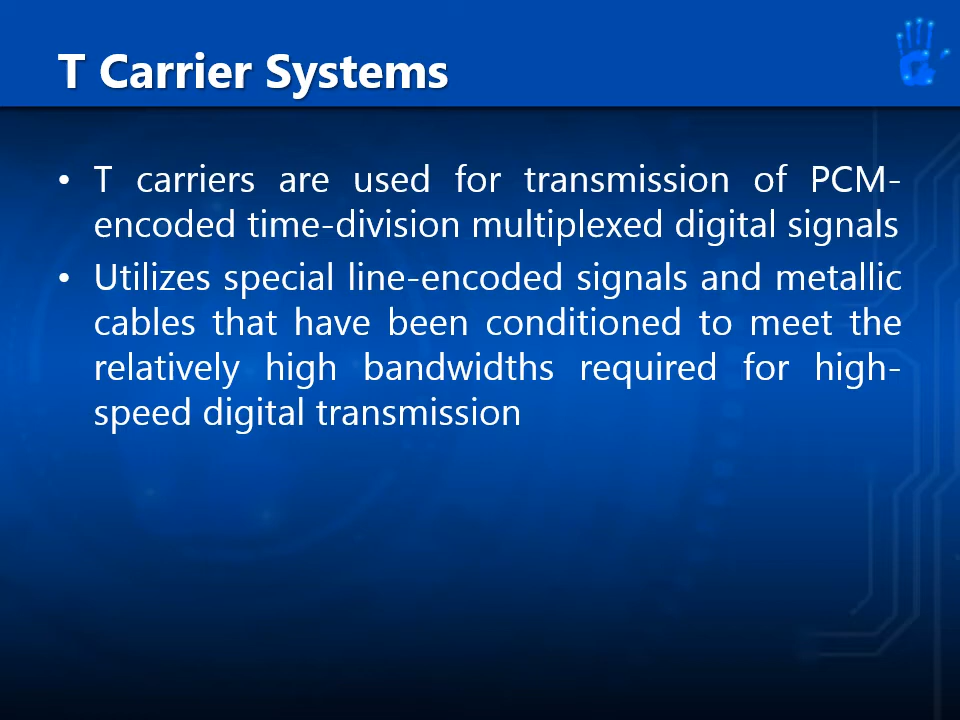 T Carrier Systems
• T carriers are used for transmission of PCM-
encoded time-division multiplexed digital signals
• Utilizes special line-encoded signals and metallic
cables that have been conditioned to meet the
relatively high bandwidths required for high-
speed digital transmission